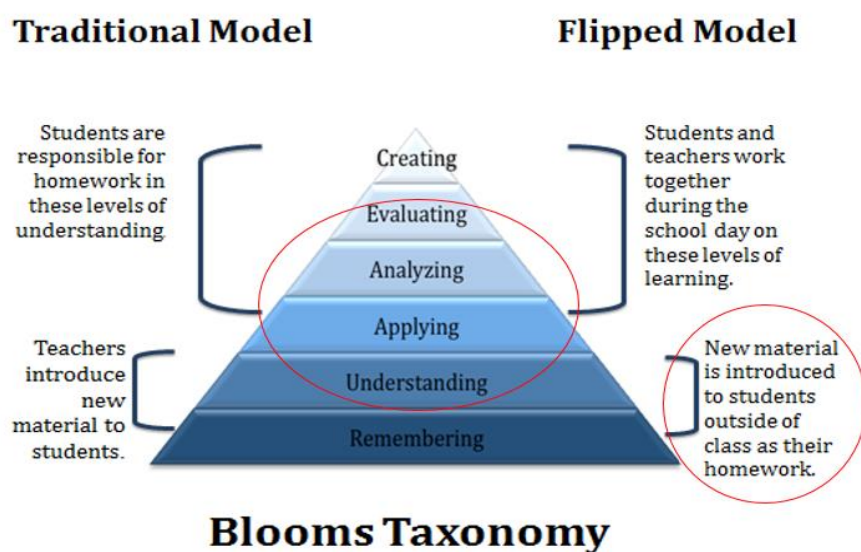 Traditional Model
Flipped Model
Students are
responsible for
homework in
these levels of
understanding
Teachers
introduce
new
material to
students.
Creating
Evaluating
Analyzing
Applying
Understanding
Remembering
Students and
teachers work
together
during the
school day on
these levels of
learning.
New material
is introduced
to students
outside of
class as their
homework.
Blooms Taxonomy